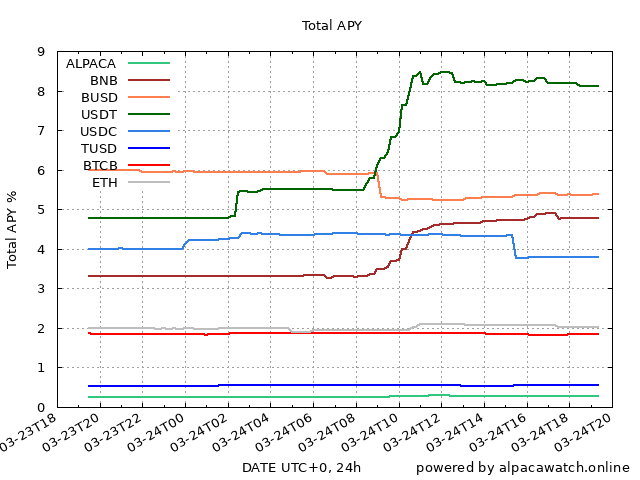 Total APY
9
8
7
6
5
4
3
2
1
0
Total APY %
ALPACA
BNB
BUSD
USDT
USDC
TUSD
BTCB
ETH
03-23T18
03-23T20
03-23T22
03-24T00
03-24T02
03-24T04
03-24T06
03-24T08
03-24T10
03-24T12
03-24T14
03-24T16
03-24T18
03-24T20
DATE UTC+0, 24h
powered by alpacawatch.online